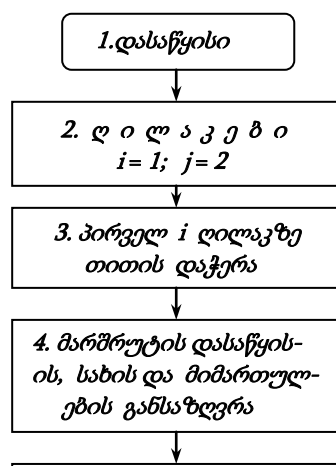 1.დასაწყისი
2. ღ ი ლ ა კ ე ბ ი
i = 1; j = 2
3. პირველ i ღილაკზე
თითის დაჭერა
4. მარშრუტის დასაწყის-
ის, სახის და მიმართულ-
ების განსაზღვრა